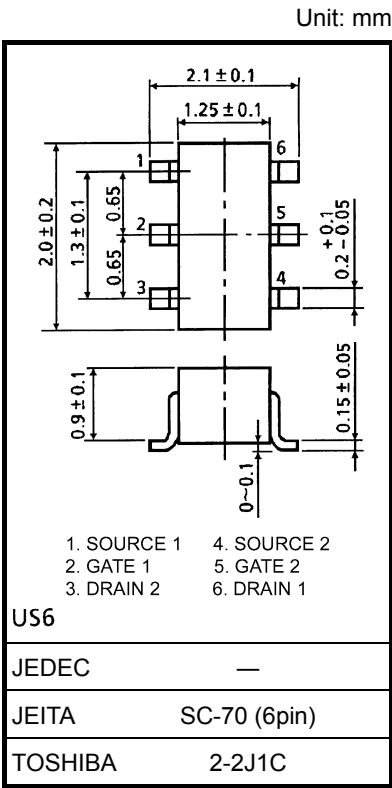 Unit: mm
2.1±0.1
1.25±0.1
1
6
2
5
3
4
2.0±0.2
1.3±0.1
0.65
0.65
+0.1
0.2-0.05
0.9±0.1
0.15±0.05
0~0.1
1. SOURCE 1 4. SOURCE 2
2. GATE 1 5. GATE 2
3. DRAIN 2 6. DRAIN 1
US6
JEDEC —
JEITA SC-70 (6pin)
TOSHIBA 2-2J1C